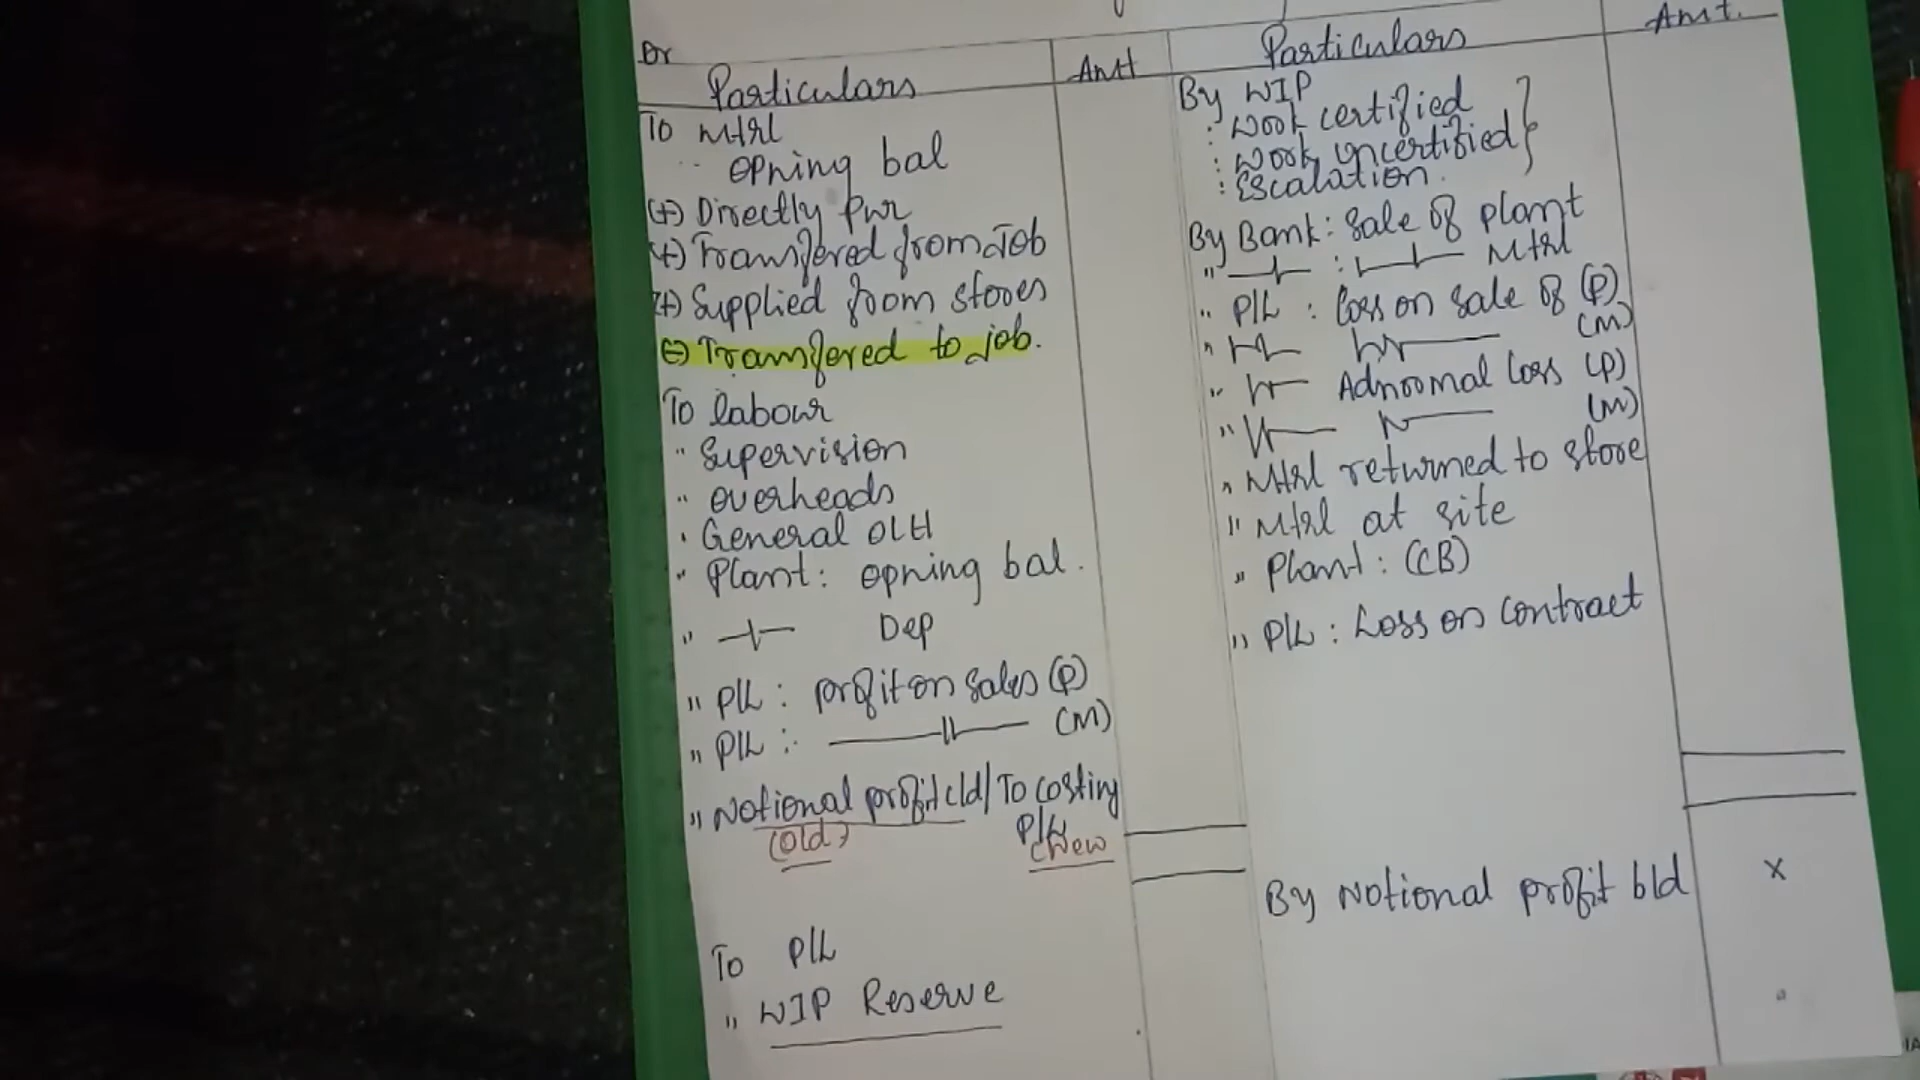 Dr
Particulars
Amt
To Mtrl
Opning bal
(+) Directly Pur
(+) Transfered from Job
(+) Supplied from stores
(-) Transfered to job.
To labour
" Supervision
" overheads
" General OLH
" Plant: opning bal.
" Dep
" P/L : profit on Sales (P)
" P/L : (M)
" Notional profit c/d / To Costing
P/L
(Old)
(New
To P/L
" WIP Reserve
Particulars
Amt.
By WIP
: Work certified
: Work uncertified }
: Escalation.
By Bank: Sale of plant
" : Mtrl
" P/L : loss on sale of (P)
" (M)
" Adnormal loss (P)
" (M)
" Mtrl returned to store
" Mtrl at site
" Plant : (CB)
" P/L : Loss on contract
By Notional profit b/d
X